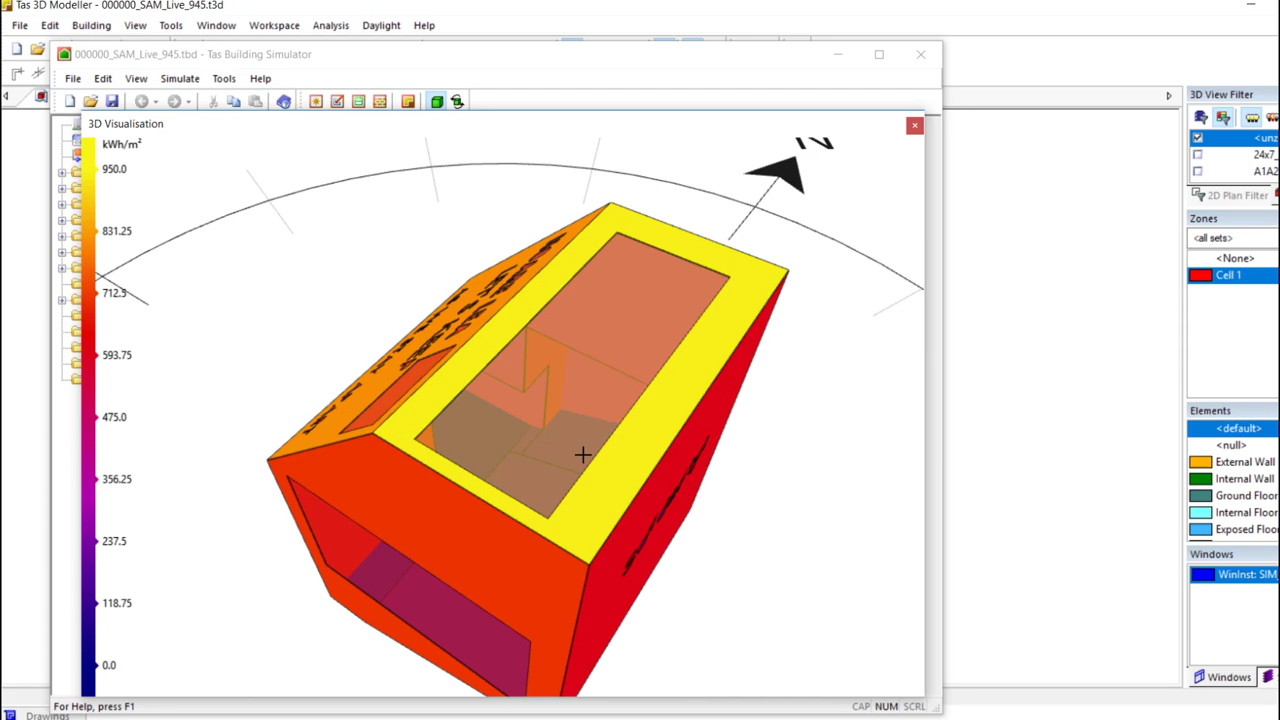 Tas 3D Modeller - 000000_SAM_Live_945.t3d
File Edit Building View Tools Window Workspace Analysis Daylight Help
000000_SAM_Live_945.tbd - Tas Building Simulator
File Edit View Simulate Tools Help
3D Visualisation
kWh/m²
950.0
831.25
712.5
593.75
475.0
356.25
237.5
118.75
0.0
N
3D View Filter
<unz
24x7_
A1A2
2D Plan Filter
Zones
<all sets>
<None>
Cell 1
Elements
<default>
<null>
External Wall
Internal Wall
Ground Floor
Internal Floor
Exposed Floor
Windows
WinInst: SIM_
Windows
For Help, press F1
CAP NUM SCRL
Drawings